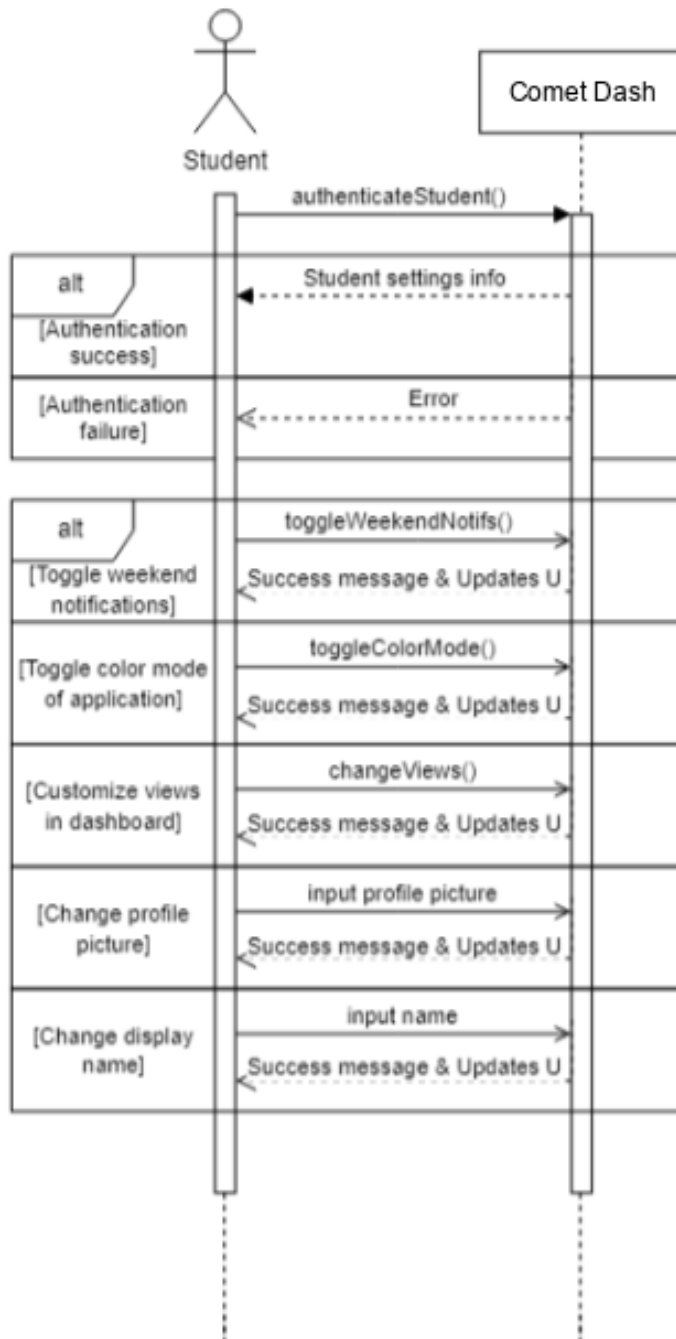 Comet Dash
Student
authenticateStudent()
alt
Student settings info
[Authentication
success]
[Authentication
failure]
Error
alt
toggleWeekendNotifs()
[Toggle weekend
notifications]
Success message & Updates U
[Toggle color mode
of application]
toggleColorMode()
Success message & Updates U
[Customize views
in dashboard]
changeViews()
Success message & Updates U
[Change profile
picture]
input profile picture
Success message & Updates U
[Change display
name]
input name
Success message & Updates U